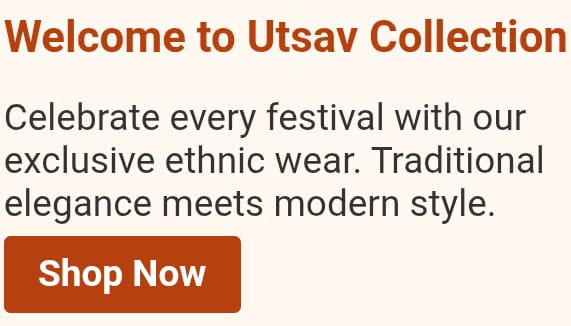 Welcome to Utsav Collection
Celebrate every festival with our
exclusive ethnic wear. Traditional
elegance meets modern style.
Shop Now